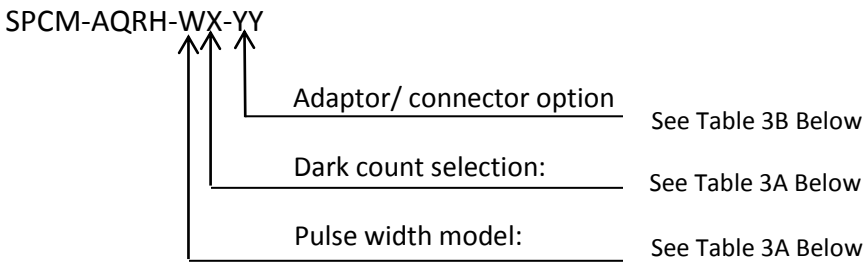 SPCM-AQRH-WX-YY
Adaptor/ connector option
See Table 3B Below
Dark count selection:
See Table 3A Below
Pulse width model:
See Table 3A Below